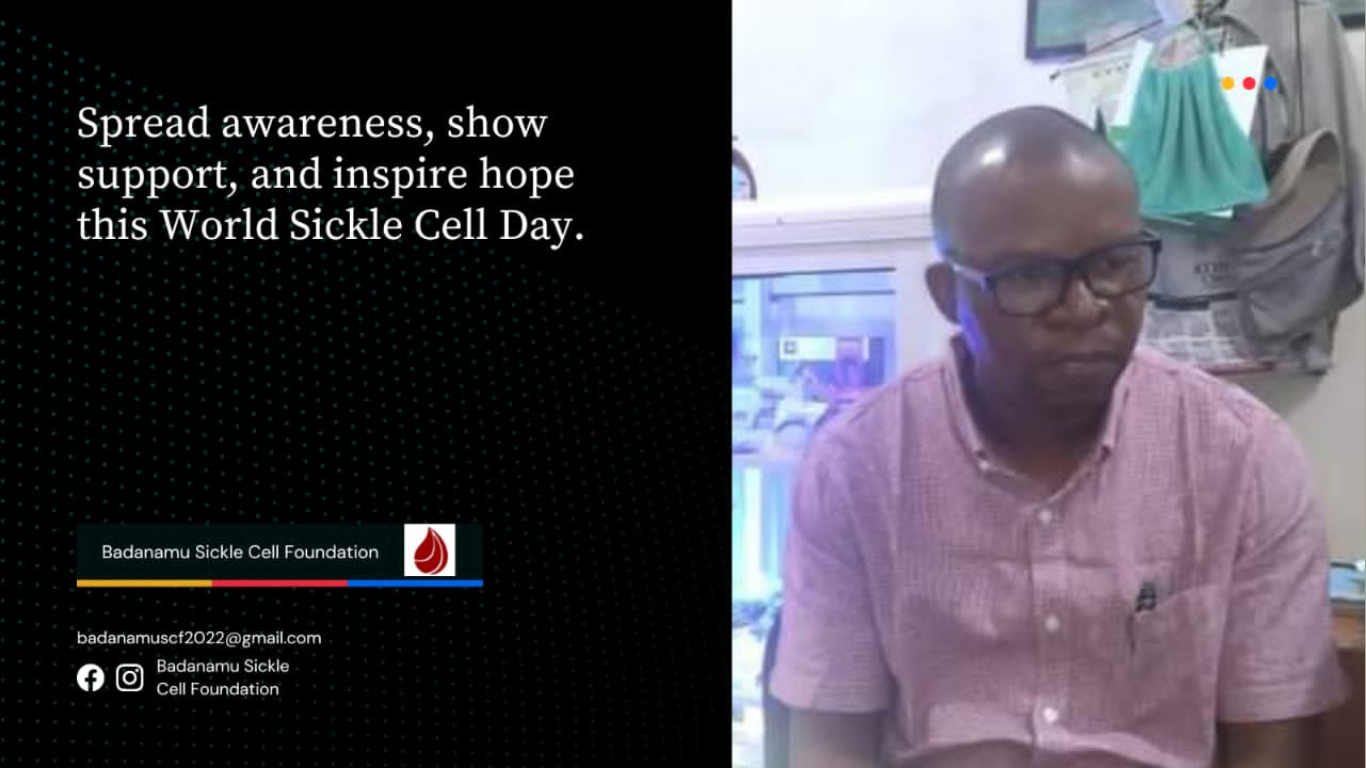 Spread awareness, show
support, and inspire hope
this World Sickle Cell Day.
Badanamu Sickle Cell Foundation
badanamuscf2022@gmail.com
Badanamu Sickle
Cell Foundation